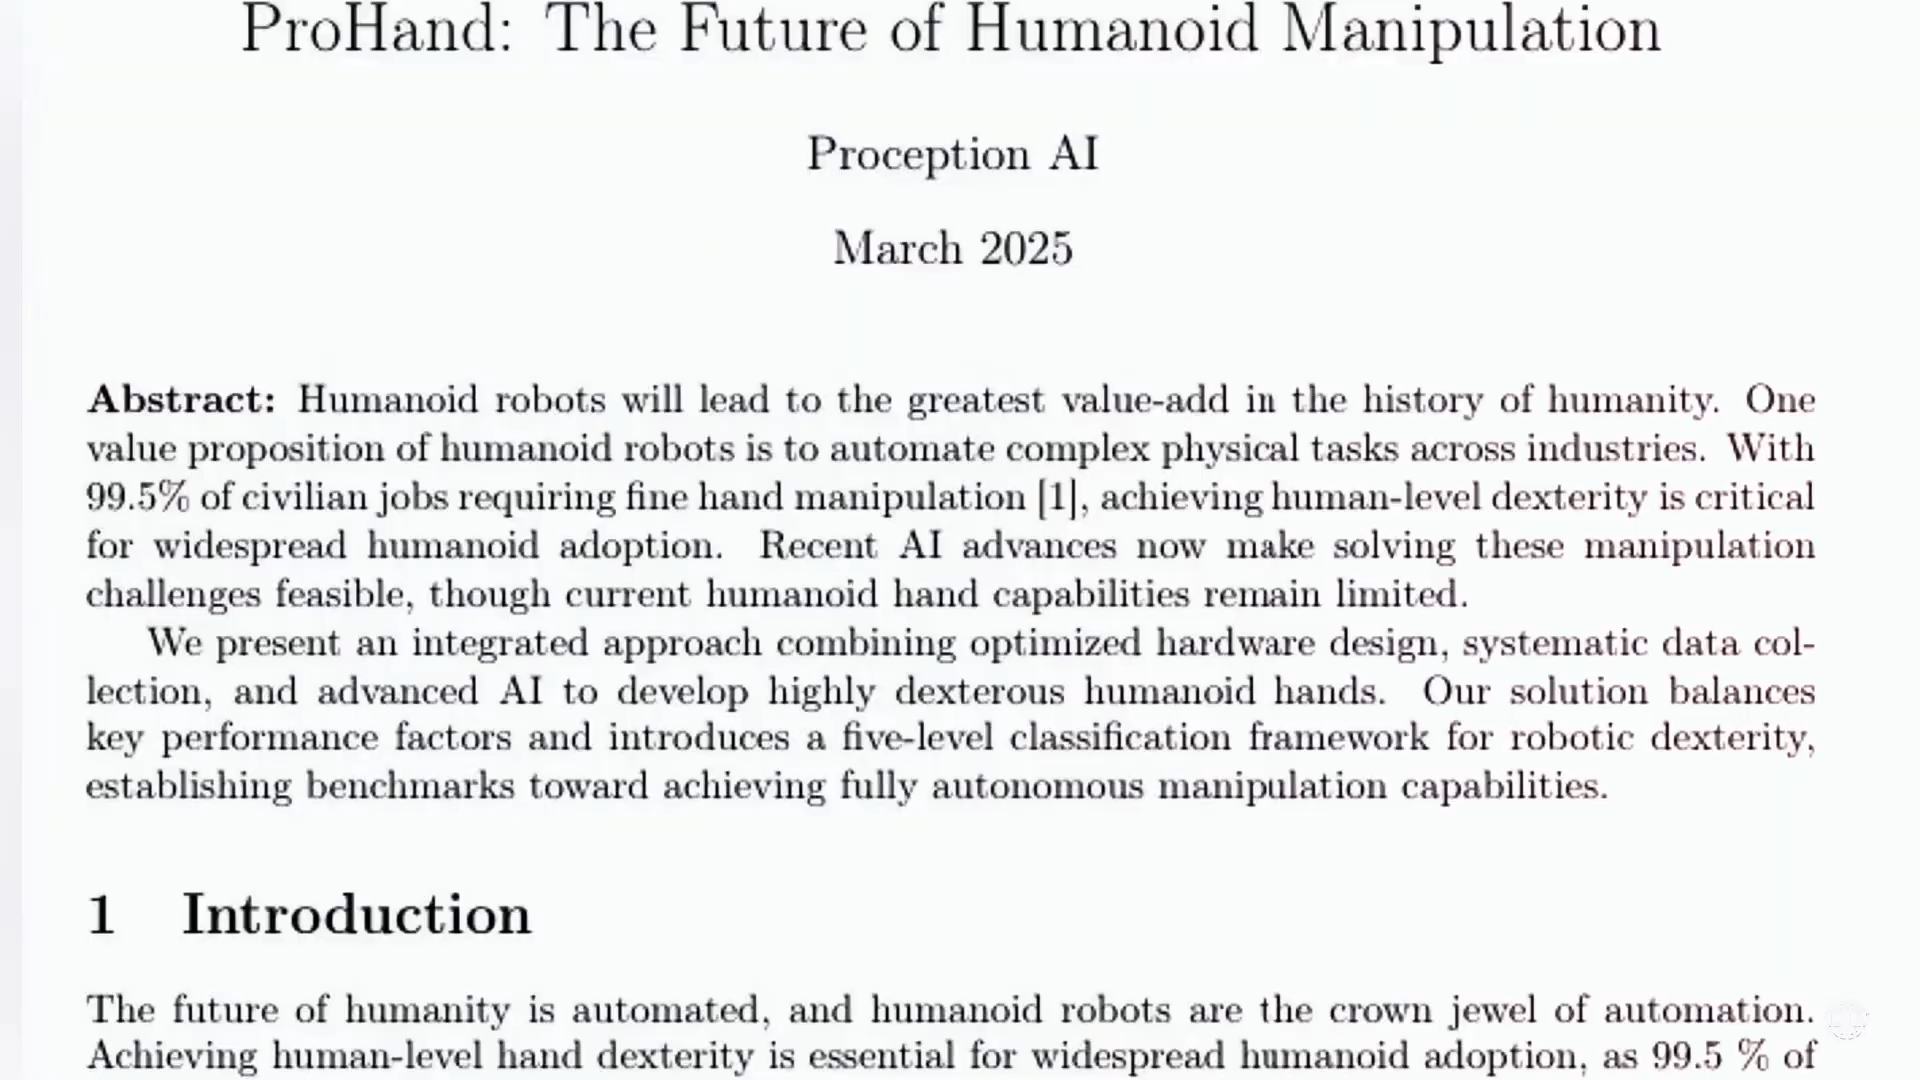 ProHand: The Future of Humanoid Manipulation
Proception AI
March 2025
Abstract: Humanoid robots will lead to the greatest value-add in the history of humanity. One
value proposition of humanoid robots is to automate complex physical tasks across industries. With
99.5% of civilian jobs requiring fine hand manipulation [1], achieving human-level dexterity is critical
for widespread humanoid adoption. Recent AI advances now make solving these manipulation
challenges feasible, though current humanoid hand capabilities remain limited.
We present an integrated approach combining optimized hardware design, systematic data col-
lection, and advanced AI to develop highly dexterous humanoid hands. Our solution balances
key performance factors and introduces a five-level classification framework for robotic dexterity,
establishing benchmarks toward achieving fully autonomous manipulation capabilities.
1 Introduction
The future of humanity is automated, and humanoid robots are the crown jewel of automation.
Achieving human-level hand dexterity is essential for widespread humanoid adoption, as 99.5 % of